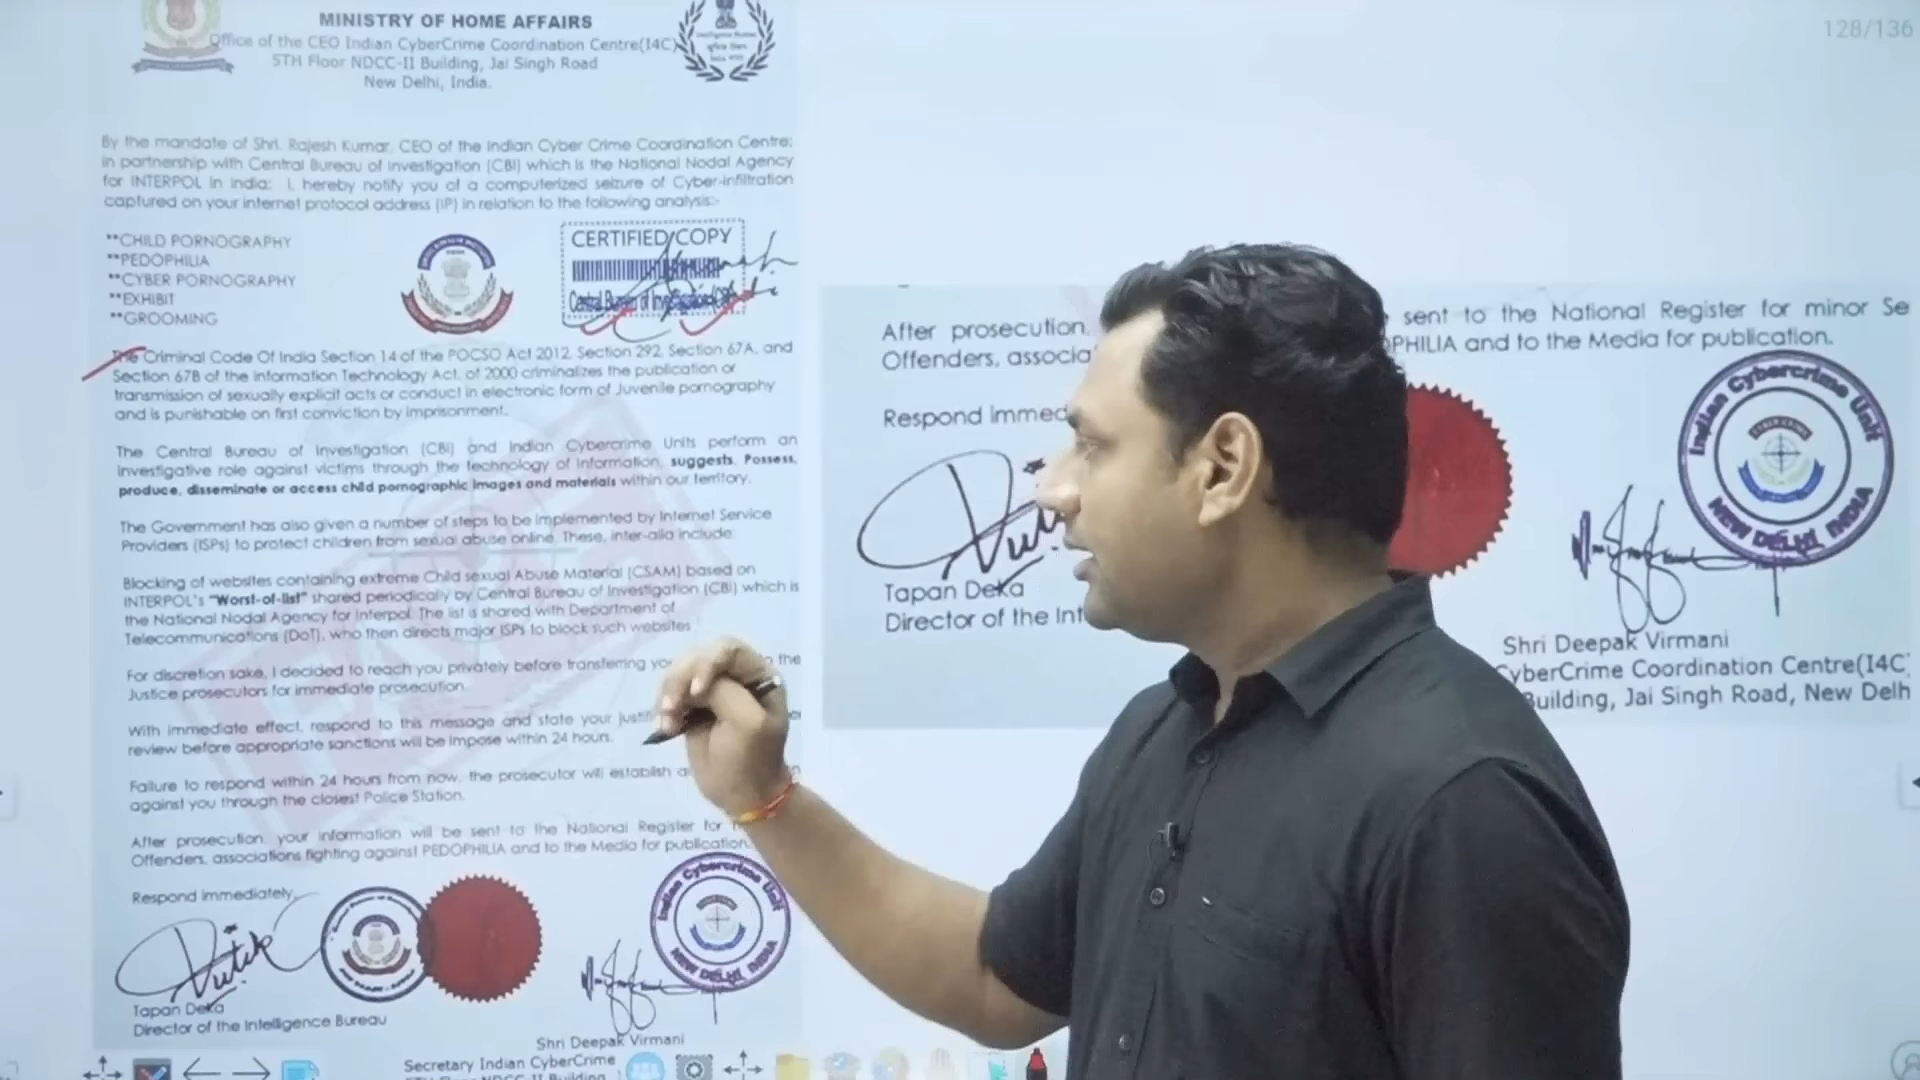 128/136
MINISTRY OF HOME AFFAIRS
Office of the CEO Indian CyberCrime Coordination Centre(I4C)
5TH Floor NDCC-II Building, Jai Singh Road
New Delhi, India.
By the mandate of Shri. Rajesh Kumar, CEO of the Indian Cyber Crime Coordination Centre;
in partnership with Central Bureau of Investigation (CBI) which is the National Nodal Agency
for INTERPOL in India; I, hereby notify you of a computerized seizure of Cyber-infiltration
captured on your internet protocol address (IP) in relation to the following analysis:-
**CHILD PORNOGRAPHY
**PEDOPHILIA
**CYBER PORNOGRAPHY
**EXHIBIT
**GROOMING
CERTIFIED COPY
Central Bureau of Investigation
The Criminal Code Of India Section 14 of the POCSO Act 2012, Section 292, Section 67A, and
Section 67B of the Information Technology Act, of 2000 criminalizes the publication or
transmission of sexually explicit acts or conduct in electronic form of Juvenile pornography
and is punishable on first conviction by imprisonment.
The Central Bureau of Investigation (CBI) and Indian Cybercrime Units perform an
investigative role against victims through the technology of information, suggests, Possess,
produce, disseminate or access child pornographic images and materials within our territory.
The Government has also given a number of steps to be implemented by Internet Service
Providers (ISPs) to protect children from sexual abuse online. These, inter-alia include:
Blocking of websites containing extreme Child sexual Abuse Material (CSAM) based on
INTERPOL's "Worst-of-list" shared periodically by Central Bureau of Investigation (CBI) which is
the National Nodal Agency for Interpol. The list is shared with Department of
Telecommunications (DoT), who then directs major ISPs to block such websites
For discretion sake, I decided to reach you privately before transferring the
Justice prosecutors for immediate prosecution.
With immediate effect, respond to this message and state your
review before appropriate sanctions will be impose within 24 hours.
Failure to respond within 24 hours from now, the prosecutor will establish
against you through the closest Police Station.
After prosecution, your information will be sent to the National Register for
Offenders, associations fighting against PEDOPHILIA and to the Media for publication.
Respond immediately,
Indian Cybercrime Unit
NEW DELHI, INDIA
Tapan Deka
Director of the Intelligence Bureau
Shri Deepak Virmani
Secretary Indian CyberCrime
5TH Floor NDCC-II Building,
After prosecution, sent to the National Register for minor Se
Offenders, PHILIA and to the Media for publication.
Respond
Indian Cybercrime Unit
NEW DELHI, INDIA
Tapan Deka
Director of the
Shri Deepak Virmani
CyberCrime Coordination Centre(I4C)
Building, Jai Singh Road, New Delh